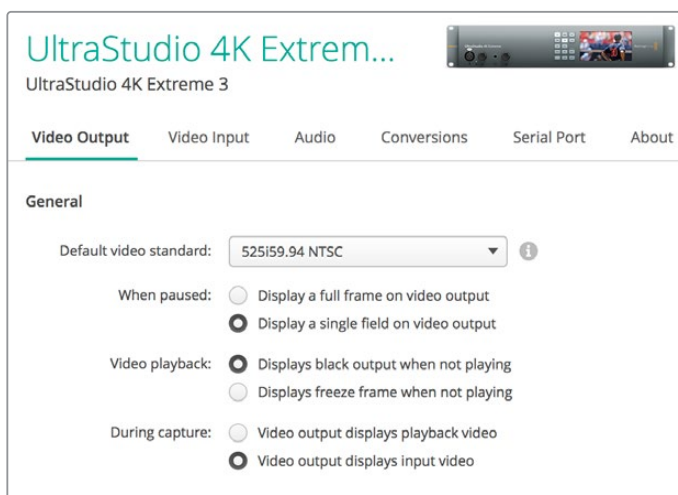 UltraStudio 4K Extrem...
UltraStudio 4K Extreme 3
Video Output Video Input Audio Conversions Serial Port About
General
Default video standard: 525i59.94 NTSC
When paused: Display a full frame on video output
Display a single field on video output
Video playback: Displays black output when not playing
Displays freeze frame when not playing
During capture: Video output displays playback video
Video output displays input video